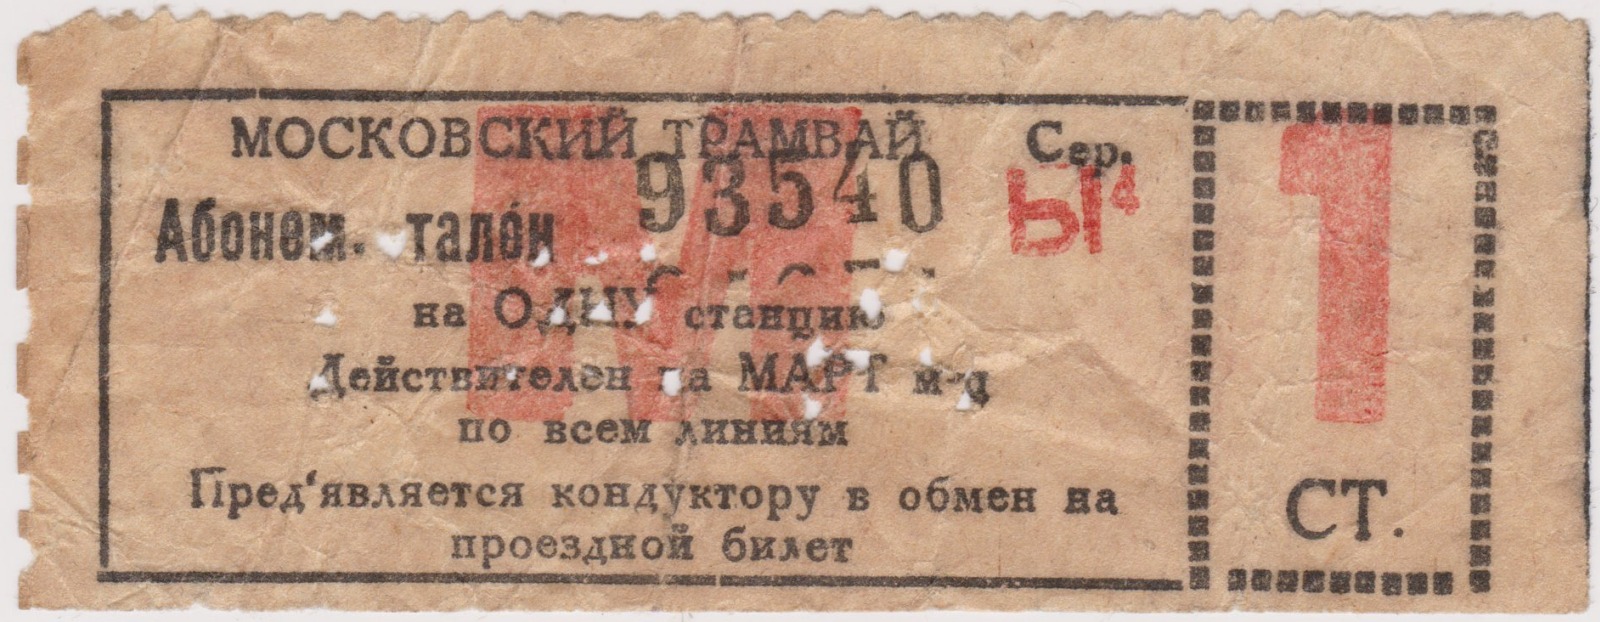 МОСКОВСКИЙ ТРАМВАЙ Сер.
93540 Ы4
Абонем. талон
М
на ОДНУ станцию
Действителен на МАРТ м-ц
по всем линиям
Пред‘является кондуктору в обмен на
проездной билет
1
СТ.